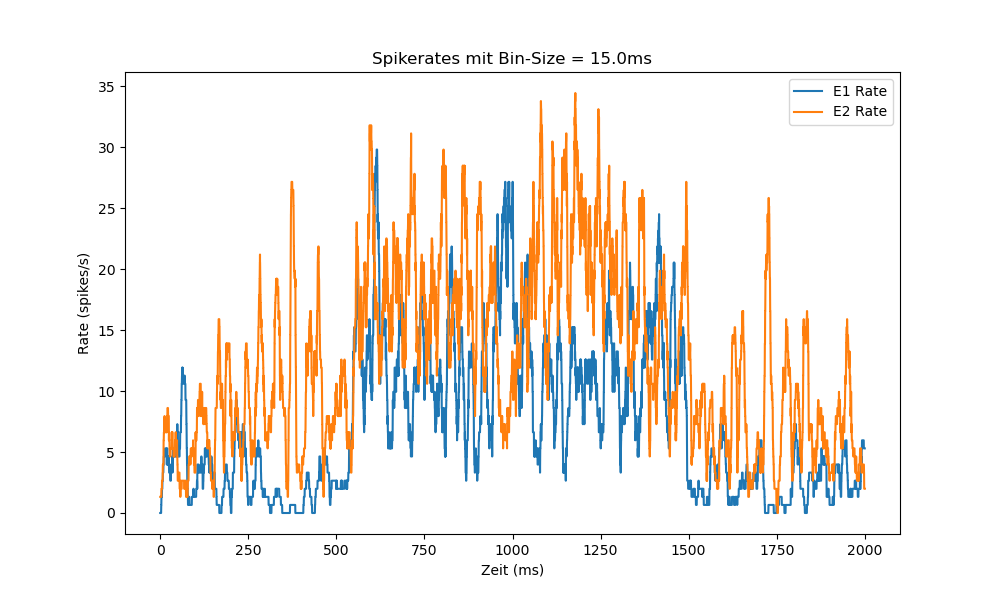 Spikerates mit Bin-Size = 15.0ms
E1 Rate
E2 Rate
Rate (spikes/s)
35
30
25
20
15
10
5
0
0 250 500 750 1000 1250 1500 1750 2000
Zeit (ms)